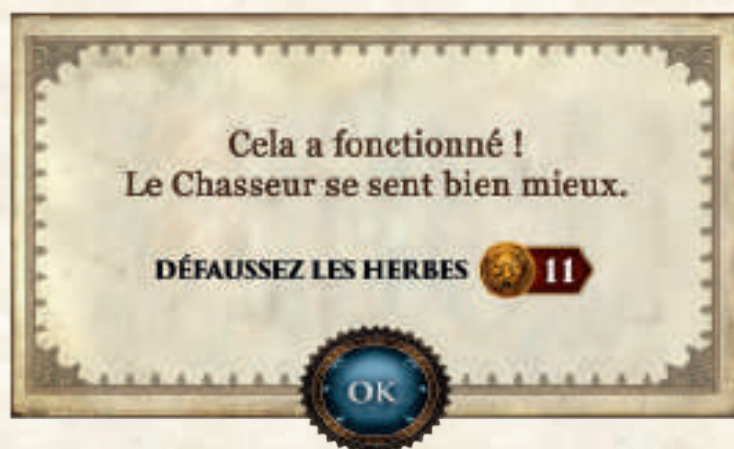 Cela a fonctionné !
Le Chasseur se sent bien mieux.
DÉFAUSSEZ LES HERBES 11
OK